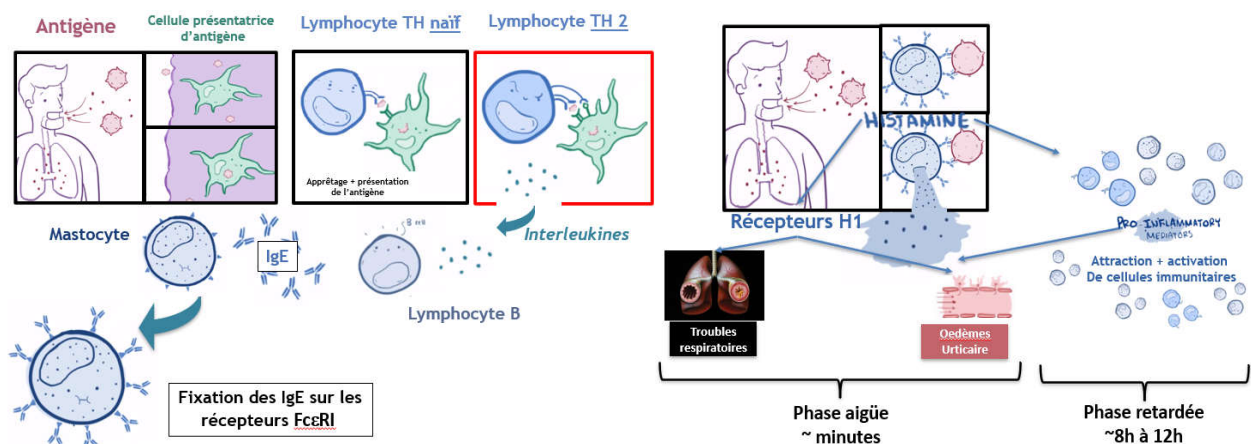 Antigène
Cellule présentatrice
d'antigène
Lymphocyte TH naïf
Lymphocyte TH 2
Apprêtage + présentation
de l'antigène
Mastocyte
IgE
B cell
Interleukines
Lymphocyte B
Fixation des IgE sur les
récepteurs FcεRI
HISTAMINE
Récepteurs H1
PRO INFLAMMATORY
MEDIATORS
Attraction + activation
De cellules immunitaires
Troubles
respiratoires
Oedèmes
Urticaire
Phase aigüe
~ minutes
Phase retardée
~8h à 12h